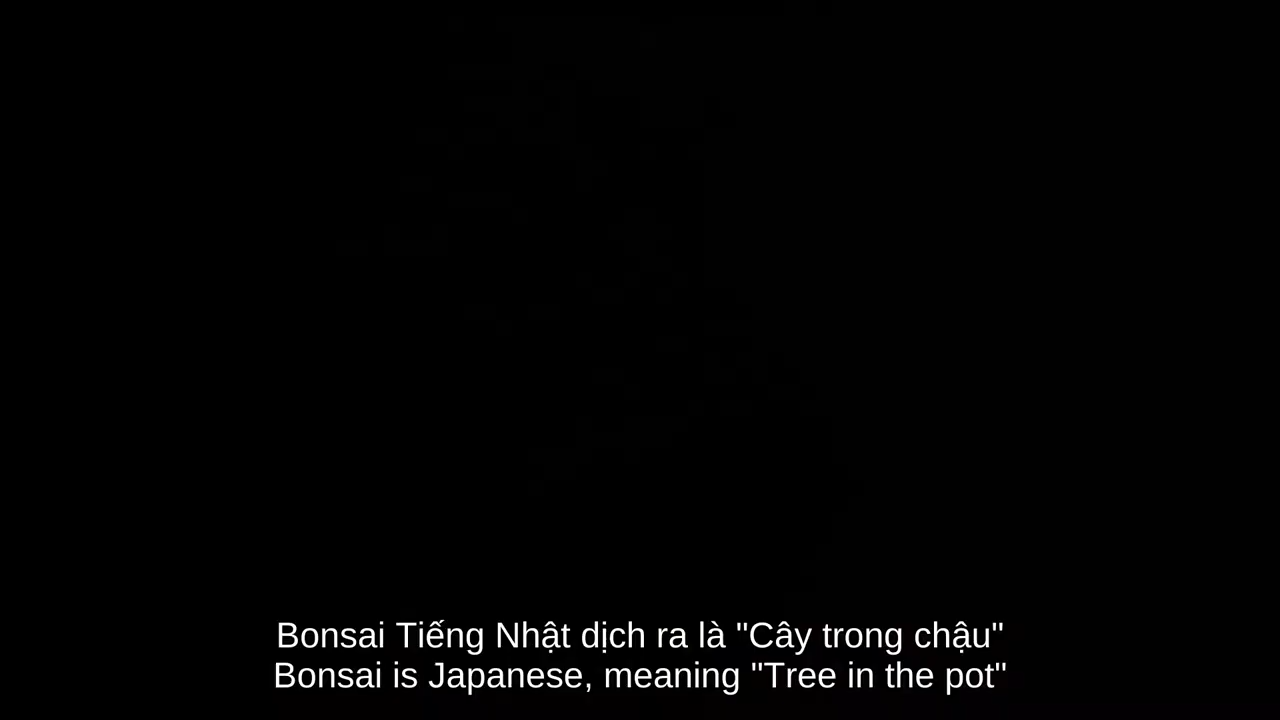 Bonsai Tiếng Nhật dịch ra là "Cây trong chậu"
Bonsai is Japanese, meaning "Tree in the pot"